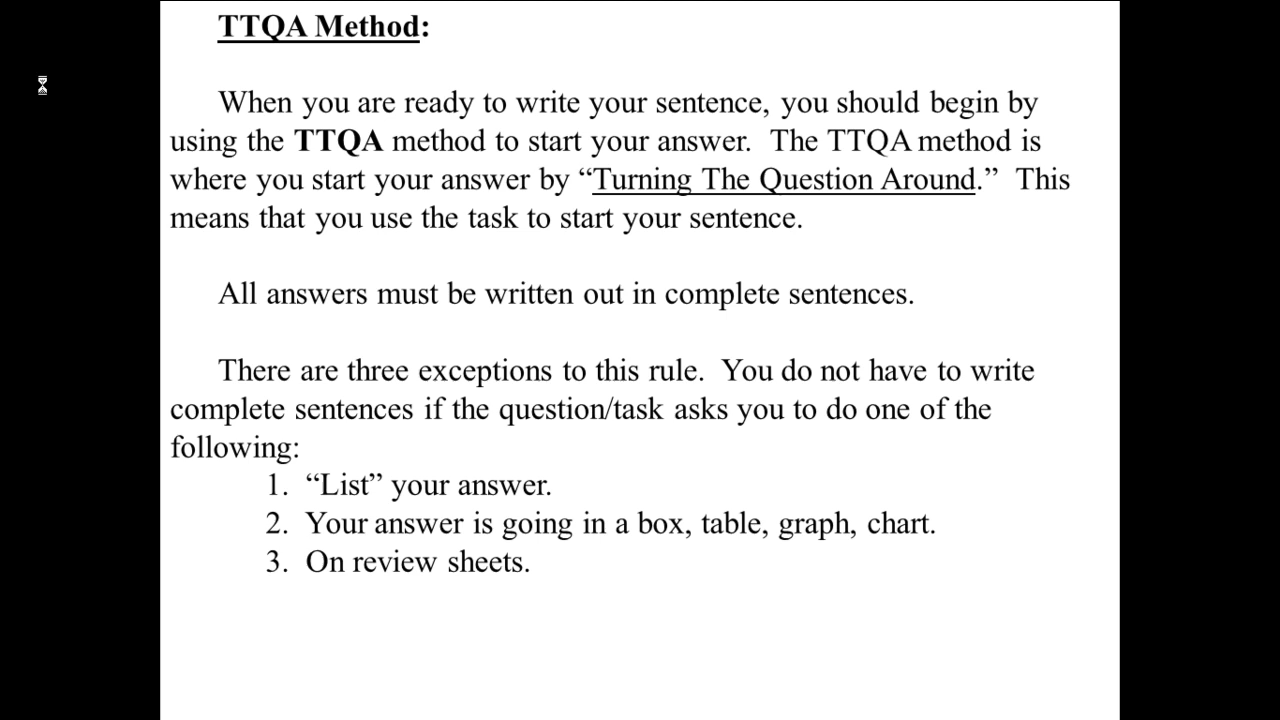 TTQA Method:
When you are ready to write your sentence, you should begin by
using the TTQA method to start your answer.  The TTQA method is
where you start your answer by “Turning The Question Around.”  This
means that you use the task to start your sentence.
All answers must be written out in complete sentences.
There are three exceptions to this rule.  You do not have to write
complete sentences if the question/task asks you to do one of the
following:
1.  “List” your answer.
2.  Your answer is going in a box, table, graph, chart.
3.  On review sheets.